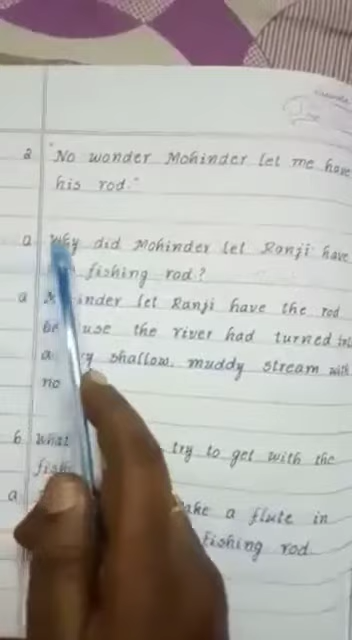 2 "No wonder Mohinder let me have
his rod."
a Why did Mohinder let Ranji have
fishing rod?
a inder let Ranji have the rod
be use the river had turned in
a shallow, muddy stream with
no
b What try to get with the
fish
a ake a flute in
fishing rod.